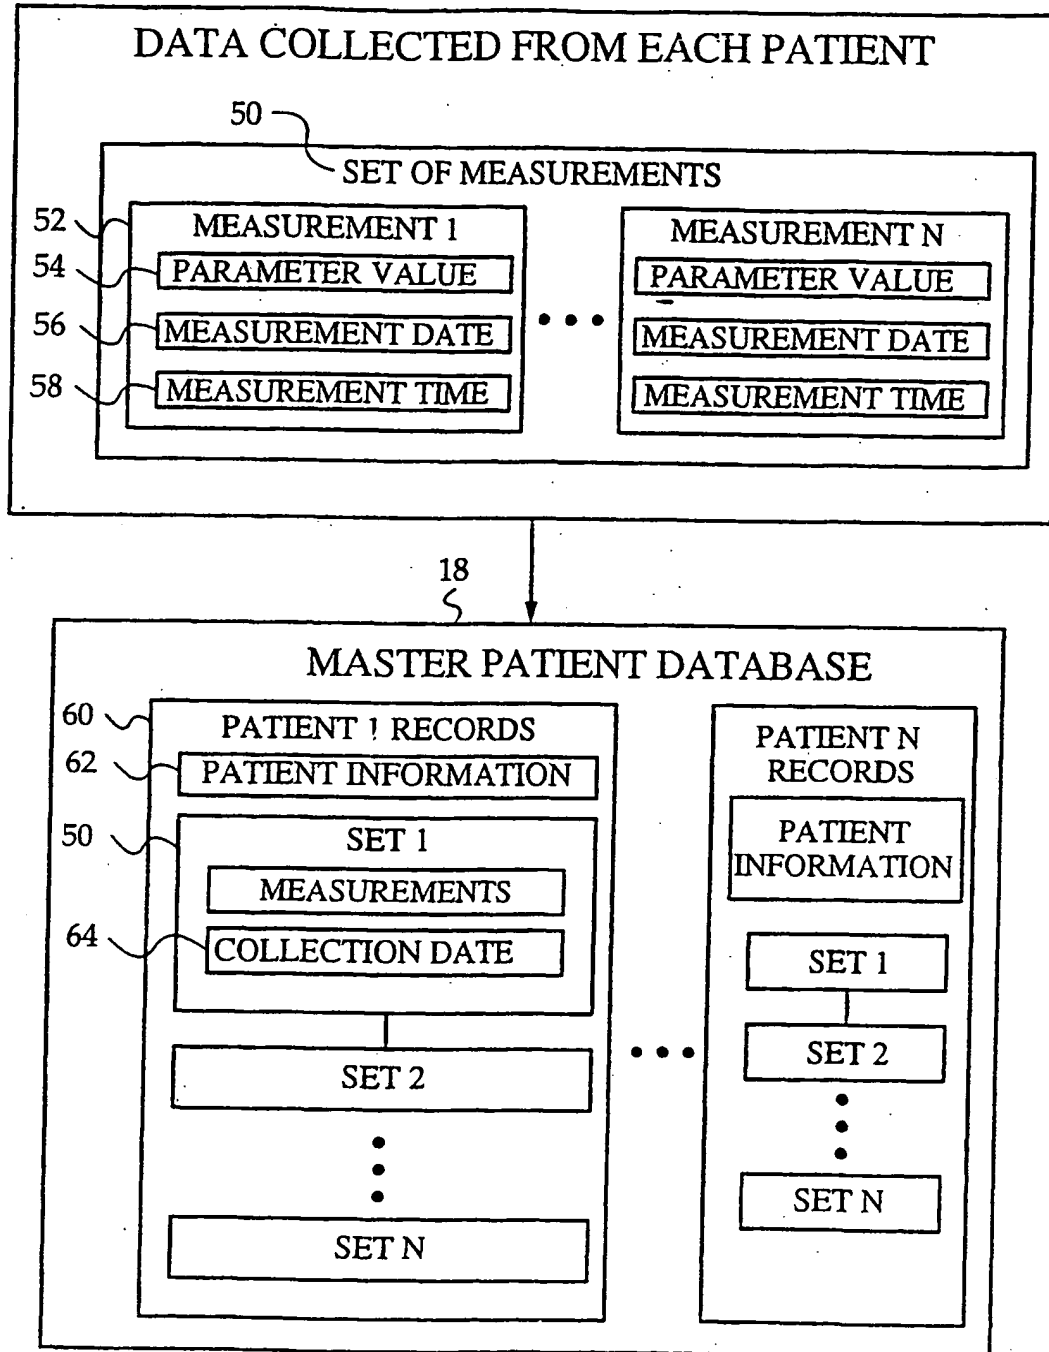 DATA COLLECTED FROM EACH PATIENT
50
SET OF MEASUREMENTS
52
MEASUREMENT 1
54
PARAMETER VALUE
56
MEASUREMENT DATE
58
MEASUREMENT TIME
MEASUREMENT N
PARAMETER VALUE
MEASUREMENT DATE
MEASUREMENT TIME
18
MASTER PATIENT DATABASE
60
PATIENT 1 RECORDS
62
PATIENT INFORMATION
50
SET 1
MEASUREMENTS
64
COLLECTION DATE
SET 2
SET N
PATIENT N
RECORDS
PATIENT
INFORMATION
SET 1
SET 2
SET N